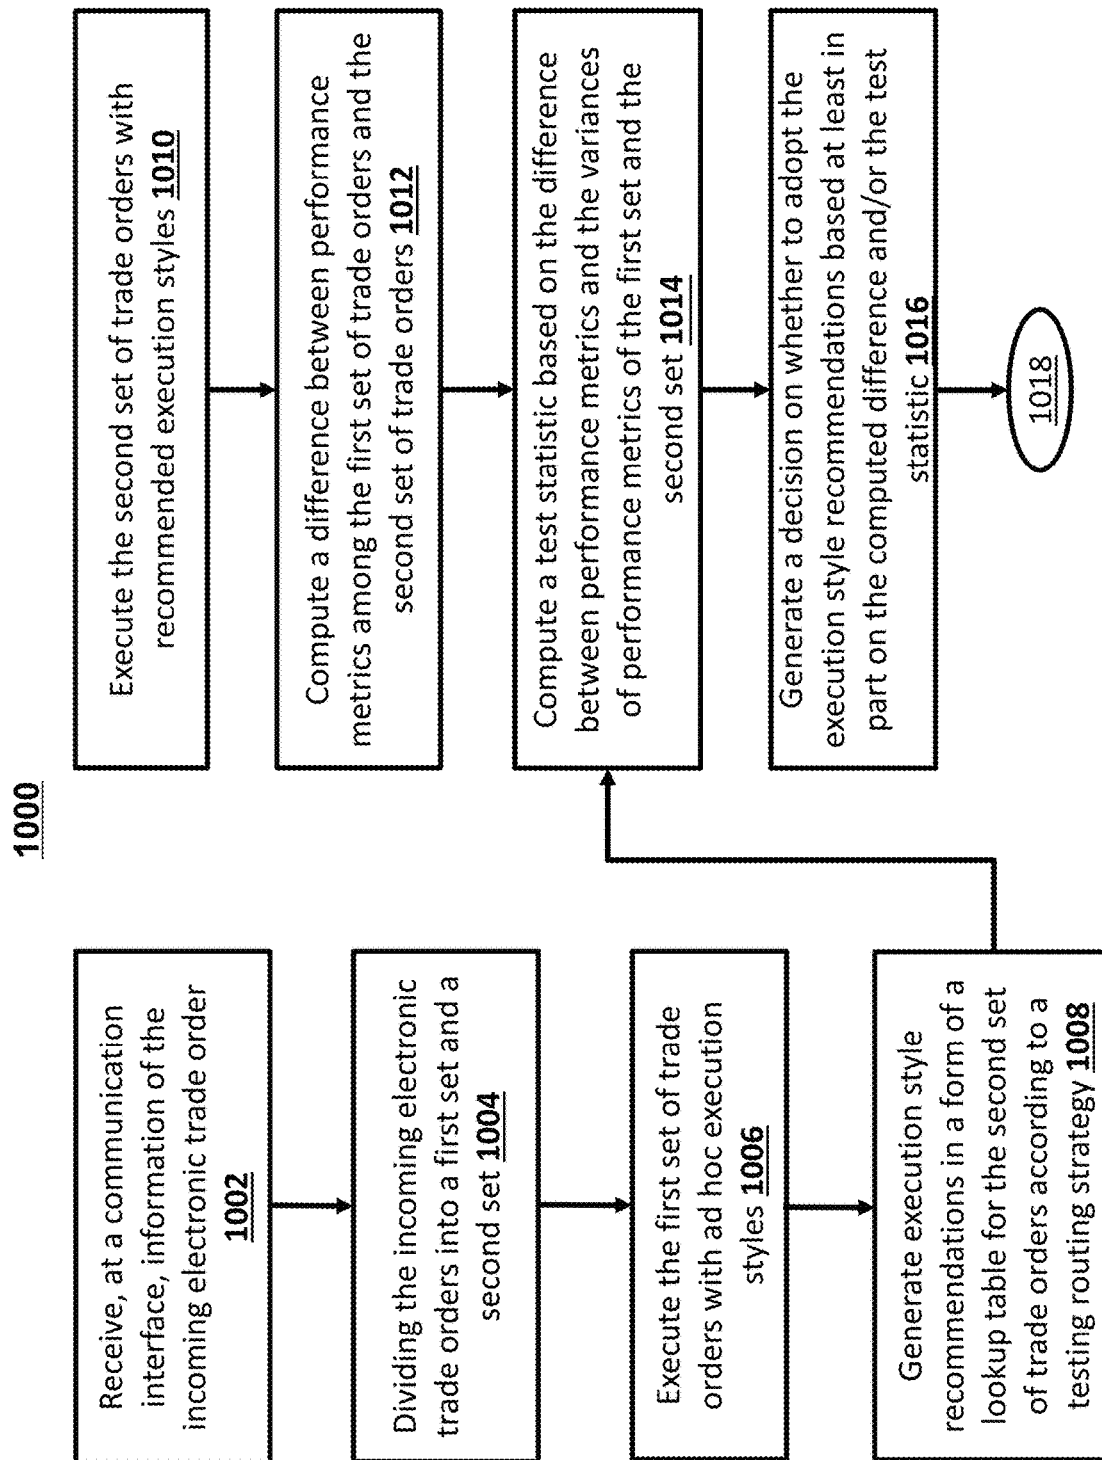 1000
Receive, at a communication
interface, information of the
incoming electronic trade order
1002
Dividing the incoming electronic
trade orders into a first set and a
second set 1004
Execute the first set of trade
orders with ad hoc execution
styles 1006
Generate execution style
recommendations in a form of a
lookup table for the second set
of trade orders according to a
testing routing strategy 1008
Execute the second set of trade orders with
recommended execution styles 1010
Compute a difference between performance
metrics among the first set of trade orders and the
second set of trade orders 1012
Compute a test statistic based on the difference
between performance metrics and the variances
of performance metrics of the first set and the
second set 1014
Generate a decision on whether to adopt the
execution style recommendations based at least in
part on the computed difference and/or the test
statistic 1016
1018